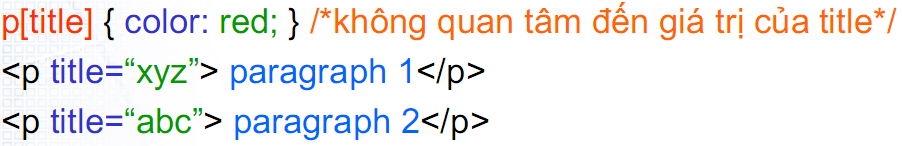 p[title] { color: red; } /*không quan tâm đến giá trị của title*/
<p title=“xyz”> paragraph 1</p>
<p title=“abc”> paragraph 2</p>